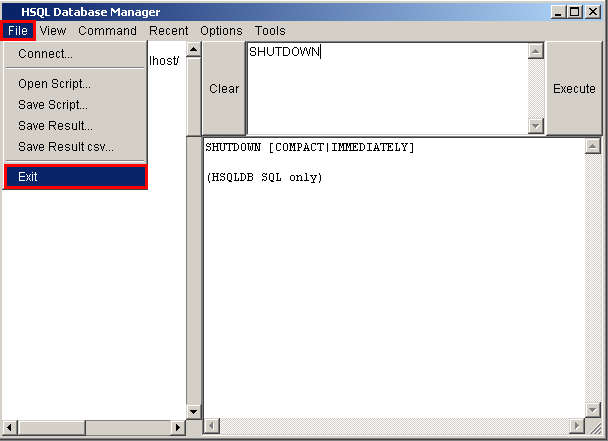 HSQL Database Manager
File View Command Recent Options Tools
Connect...
Open Script...
Save Script...
Save Result...
Save Result csv...
Exit
lhost/
Clear
SHUTDOWN
Execute
SHUTDOWN [COMPACT|IMMEDIATELY]
(HSQLDB SQL only)